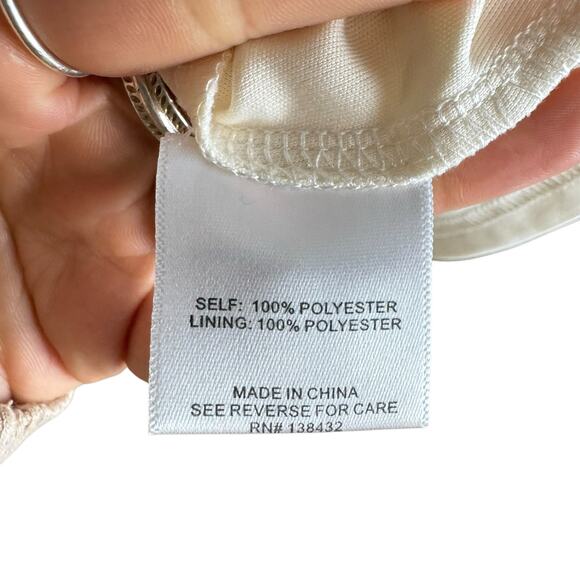 SELF: 100% POLYESTER
LINING: 100% POLYESTER
MADE IN CHINA
SEE REVERSE FOR CARE
RN# 138432